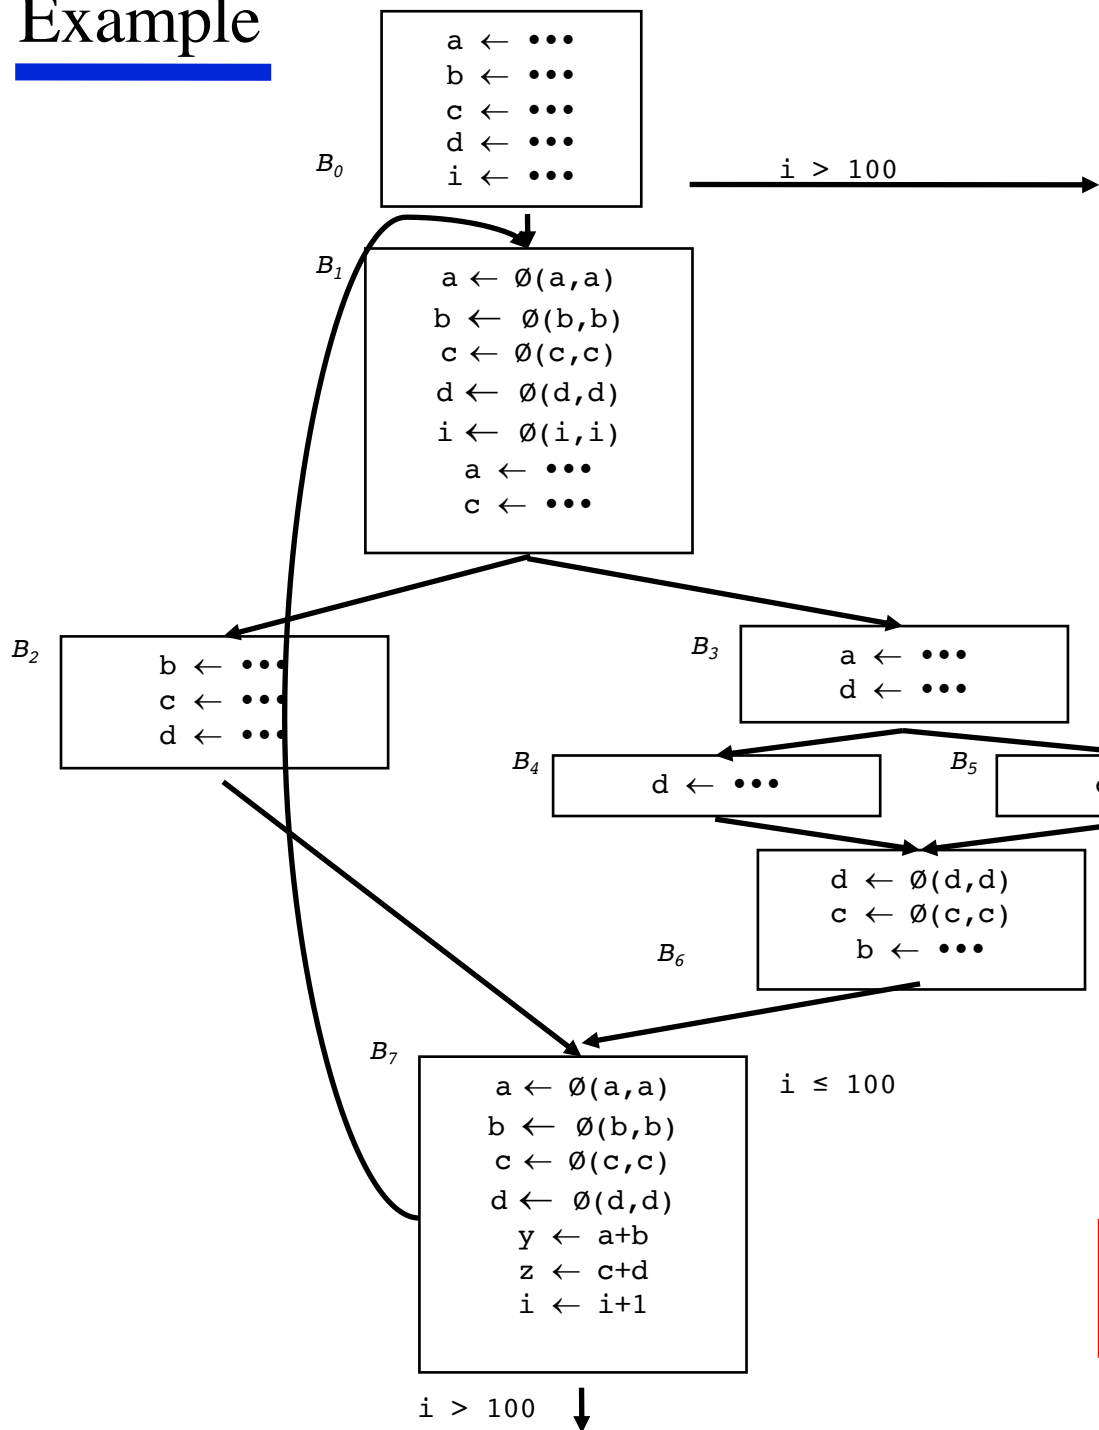 Example
a ← •••
b ← •••
c ← •••
d ← •••
i ← •••
B0
i > 100
B1
a ← Ø(a,a)
b ← Ø(b,b)
c ← Ø(c,c)
d ← Ø(d,d)
i ← Ø(i,i)
a ← •••
c ← •••
B2
b ← •••
c ← •••
d ← •••
B3
a ← •••
d ← •••
B4
d ← •••
B5
d ← Ø(d,d)
c ← Ø(c,c)
b ← •••
B6
B7
a ← Ø(a,a)
b ← Ø(b,b)
c ← Ø(c,c)
d ← Ø(d,d)
y ← a+b
z ← c+d
i ← i+1
i ≤ 100
i > 100